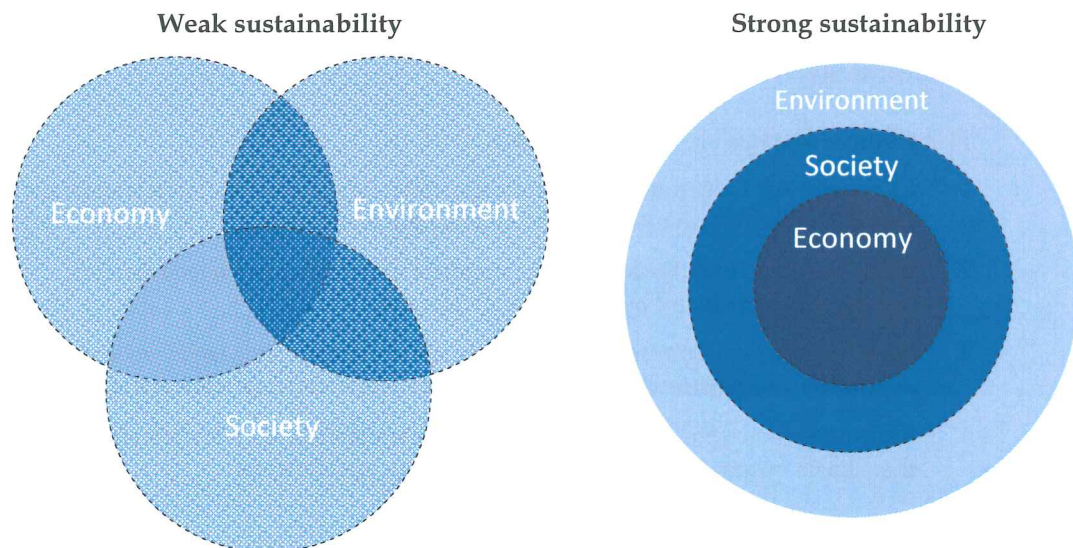 Weak sustainability
Economy
Environment
Society
Strong sustainability
Environment
Society
Economy